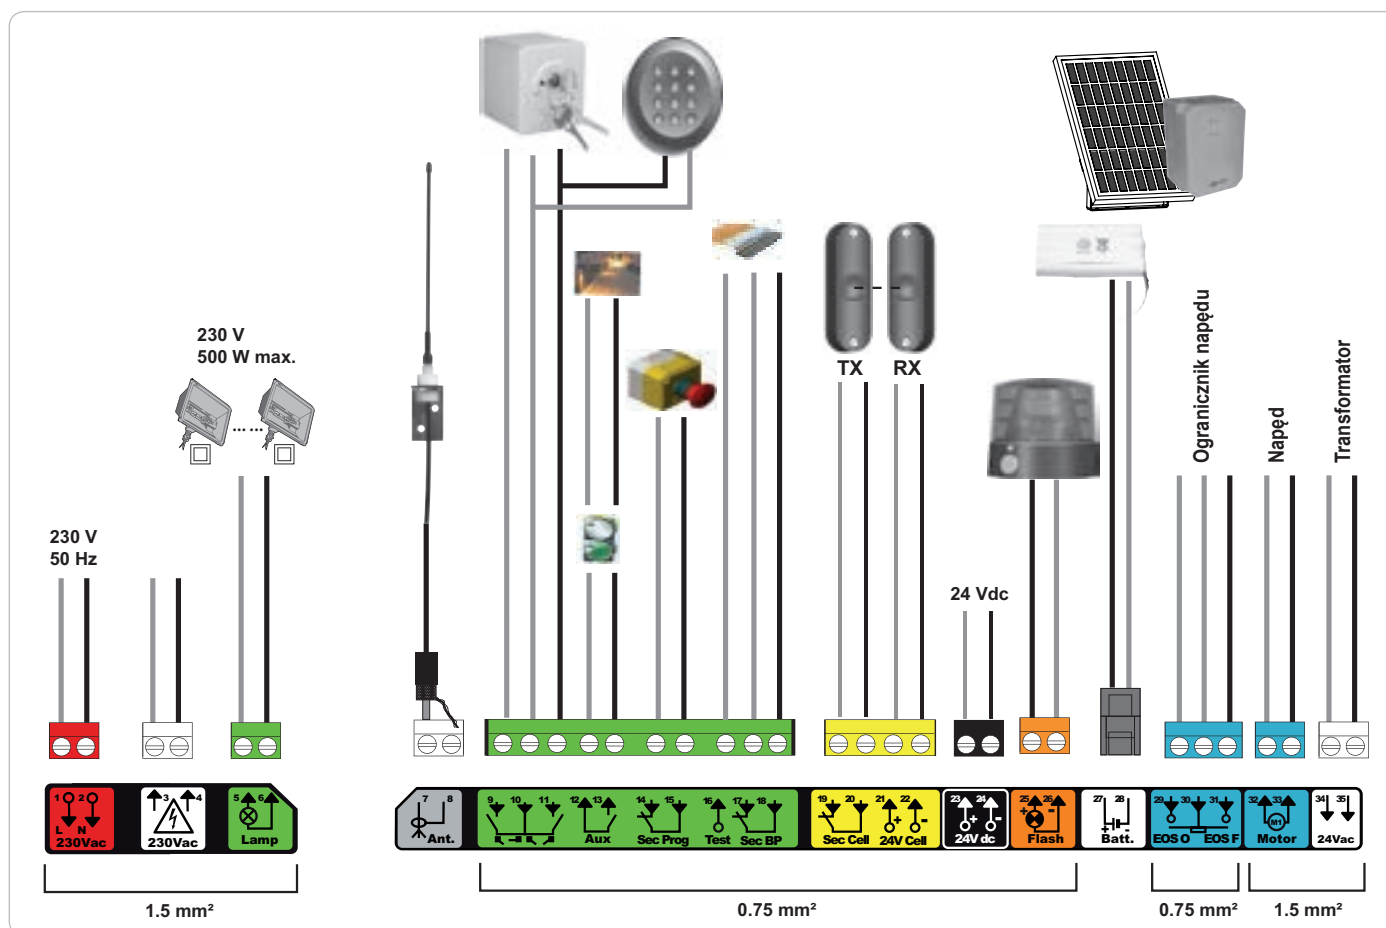 230 V
500 W max.
TX RX
Ogranicznik napędu
Napęd
Transformator
230 V
50 Hz
24 Vdc
1 2
L N
230Vac
3 4
230Vac
5 6
Lamp
7 8
Ant.
9 10 11
12 13
Aux
14 15
Sec Prog
16
Test
17 18
Sec BP
19 20
Sec Cell
21 22
+ -
24V Cell
23 24
+ -
24V dc
25 26
+ -
Flash
27 28
+ -
Batt.
29 30 31
EOS O EOS F
32 33
M1
Motor
34 35
24Vac
1.5 mm²
0.75 mm²
0.75 mm²
1.5 mm²